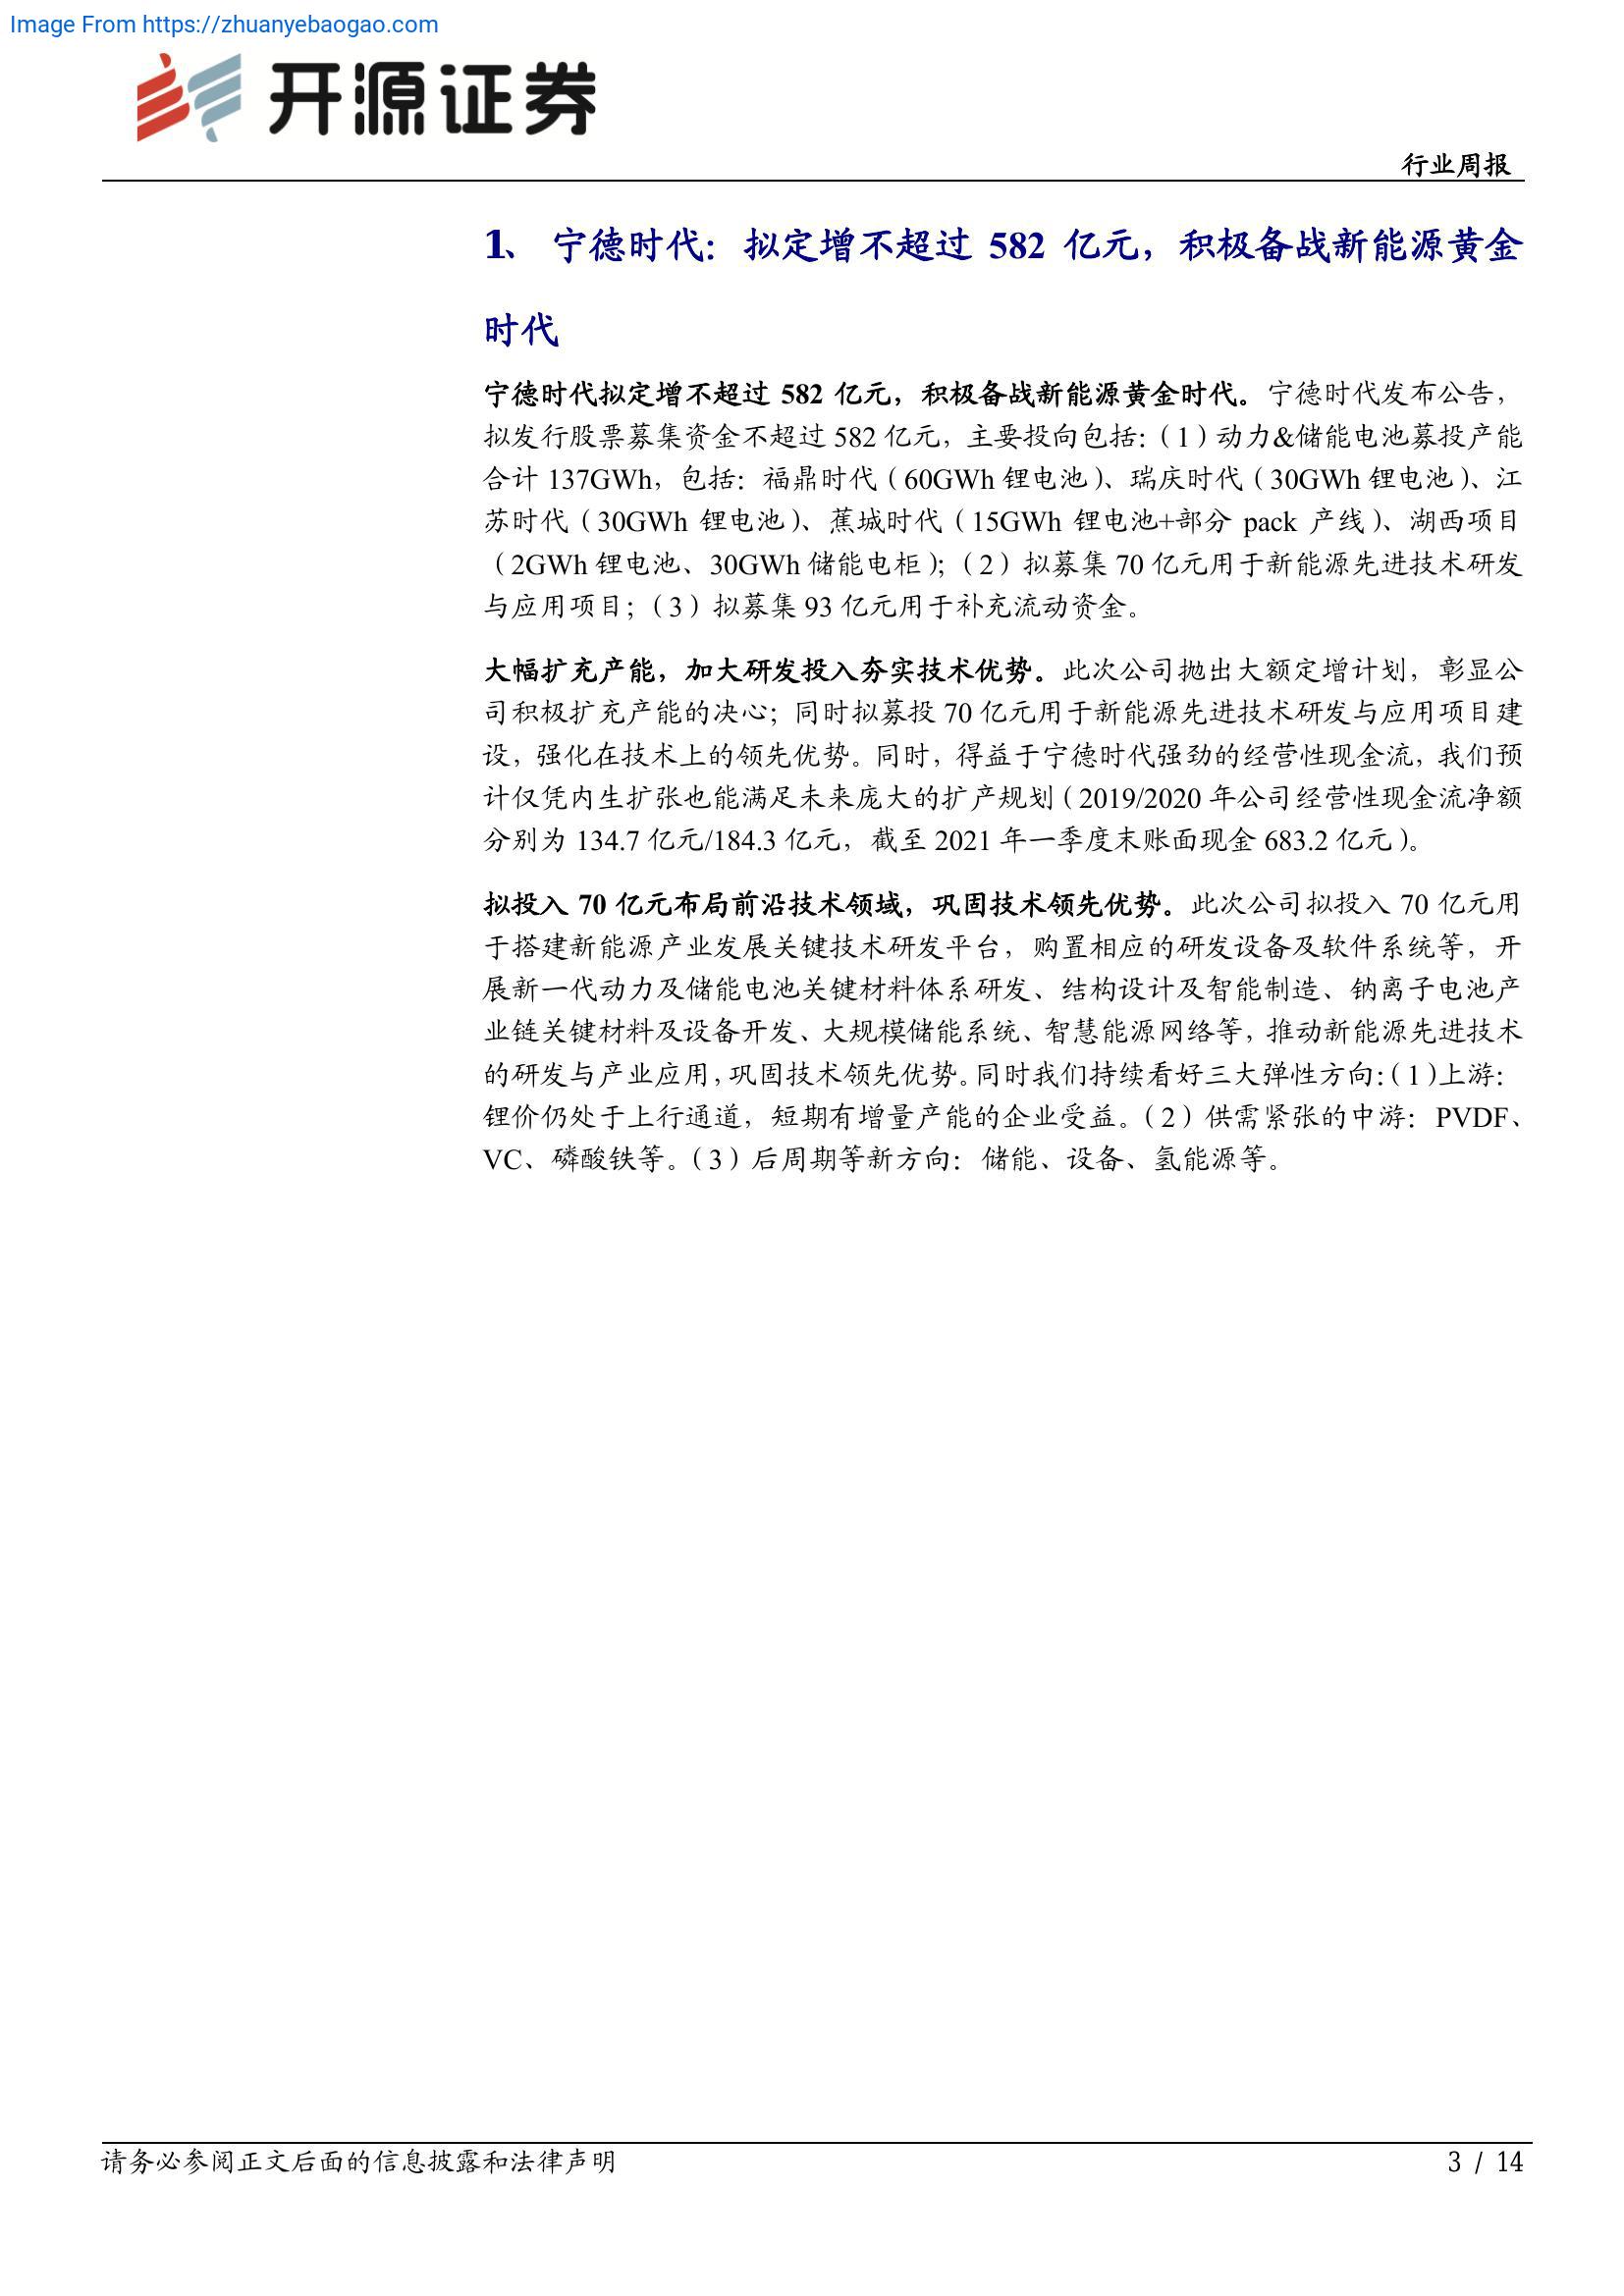 Image From https://zhuanyebaogao.com
开源证券
行业周报
1、 宁德时代：拟定增不超过 582 亿元，积极备战新能源黄金
时代
宁德时代拟定增不超过 582 亿元，积极备战新能源黄金时代。宁德时代发布公告，
拟发行股票募集资金不超过 582 亿元，主要投向包括：（1）动力&储能电池募投产能
合计 137GWh，包括：福鼎时代（60GWh 锂电池）、瑞庆时代（30GWh 锂电池）、江
苏时代（30GWh 锂电池）、蕉城时代（15GWh 锂电池+部分 pack 产线）、湖西项目
（2GWh 锂电池、30GWh 储能电柜）；（2）拟募集 70 亿元用于新能源先进技术研发
与应用项目；（3）拟募集 93 亿元用于补充流动资金。
大幅扩充产能，加大研发投入夯实技术优势。此次公司抛出大额定增计划，彰显公
司积极扩充产能的决心；同时拟募投 70 亿元用于新能源先进技术研发与应用项目建
设，强化在技术上的领先优势。同时，得益于宁德时代强劲的经营性现金流，我们预
计仅凭内生扩张也能满足未来庞大的扩产规划（2019/2020 年公司经营性现金流净额
分别为 134.7 亿元/184.3 亿元，截至 2021 年一季度末账面现金 683.2 亿元）。
拟投入 70 亿元布局前沿技术领域，巩固技术领先优势。此次公司拟投入 70 亿元用
于搭建新能源产业发展关键技术研发平台，购置相应的研发设备及软件系统等，开
展新一代动力及储能电池关键材料体系研发、结构设计及智能制造、钠离子电池产
业链关键材料及设备开发、大规模储能系统、智慧能源网络等，推动新能源先进技术
的研发与产业应用，巩固技术领先优势。同时我们持续看好三大弹性方向：（1）上游：
锂价仍处于上行通道，短期有增量产能的企业受益。（2）供需紧张的中游：PVDF、
VC、磷酸铁等。（3）后周期等新方向：储能、设备、氢能源等。
请务必参阅正文后面的信息披露和法律声明
3 / 14